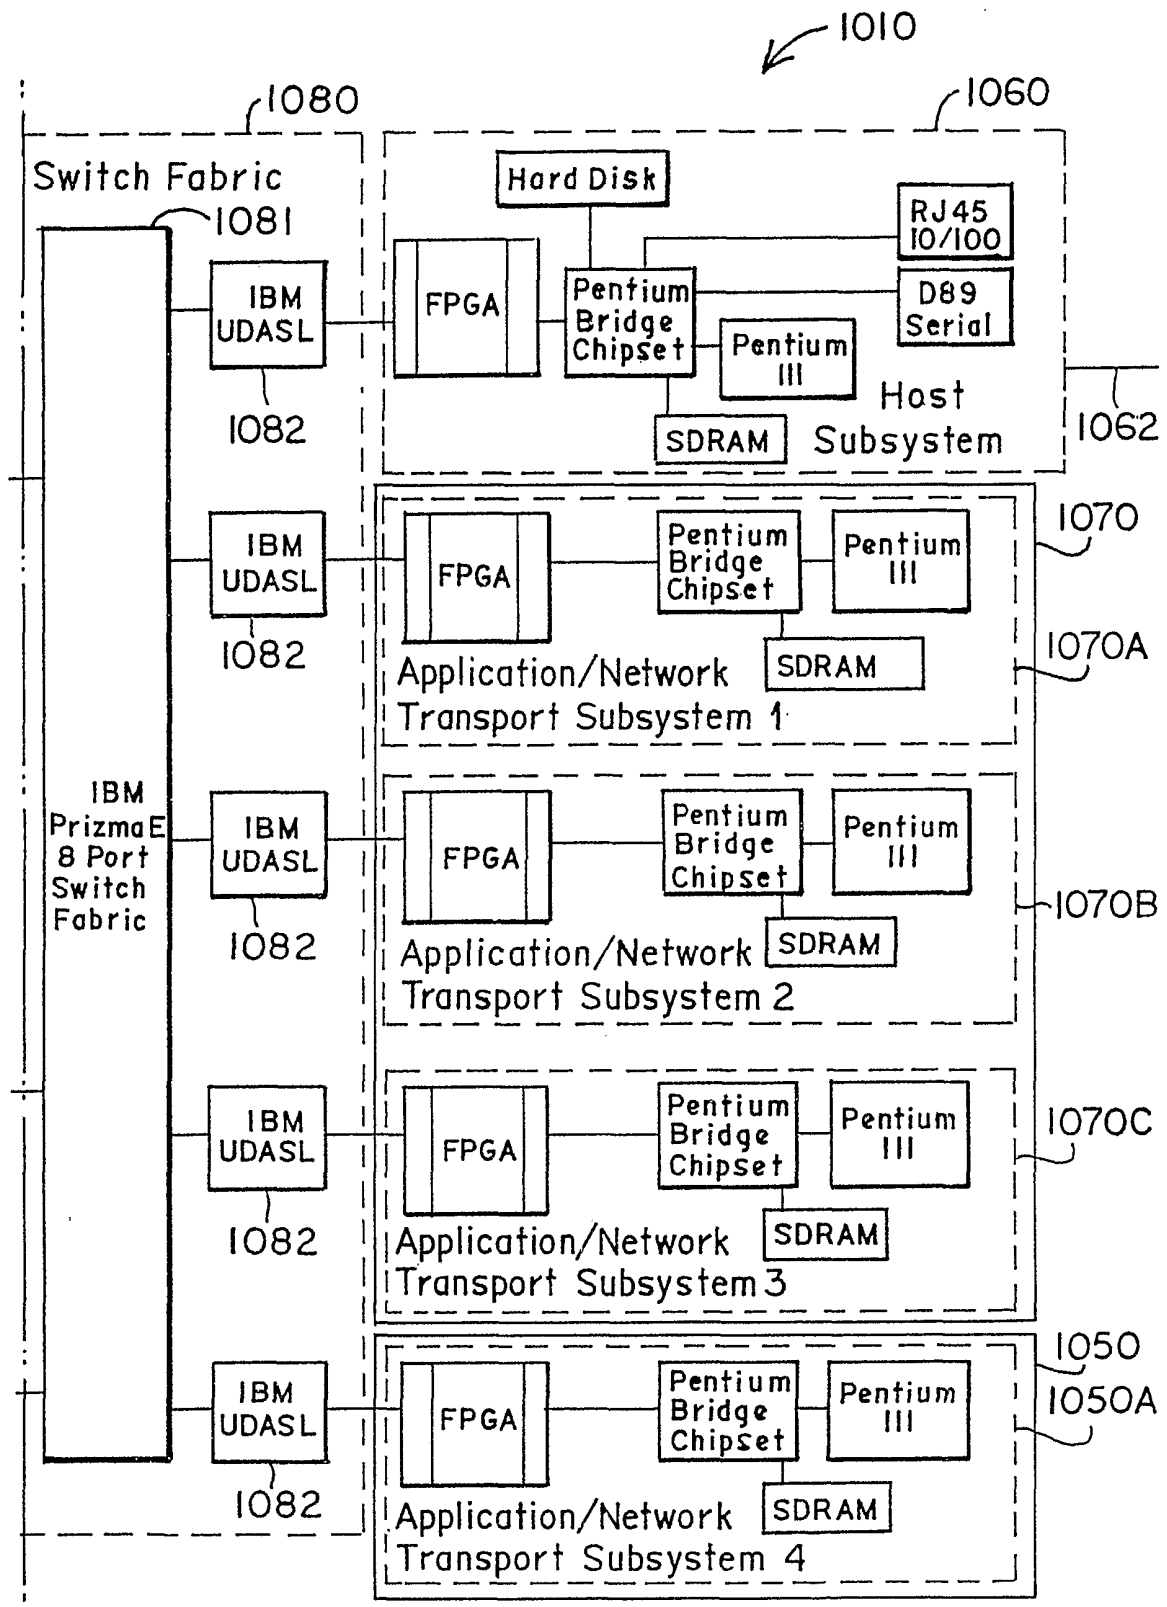 1010
1080
1060
Switch Fabric
1081
Hard Disk
RJ45
10/100
IBM
UDASL
FPGA
Pentium
Bridge
Chipset
D89
Serial
Pentium
III
1082
SDRAM
Host
Subsystem
1062
IBM
UDASL
FPGA
Pentium
Bridge
Chipset
Pentium
III
1070
1082
SDRAM
1070A
Application/Network
Transport Subsystem 1
IBM
PrizmaE
8 Port
Switch
Fabric
IBM
UDASL
FPGA
Pentium
Bridge
Chipset
Pentium
III
1082
SDRAM
1070B
Application/Network
Transport Subsystem 2
IBM
UDASL
FPGA
Pentium
Bridge
Chipset
Pentium
III
1070C
1082
SDRAM
Application/Network
Transport Subsystem 3
IBM
UDASL
FPGA
Pentium
Bridge
Chipset
Pentium
III
1050
1050A
1082
SDRAM
Application/Network
Transport Subsystem 4